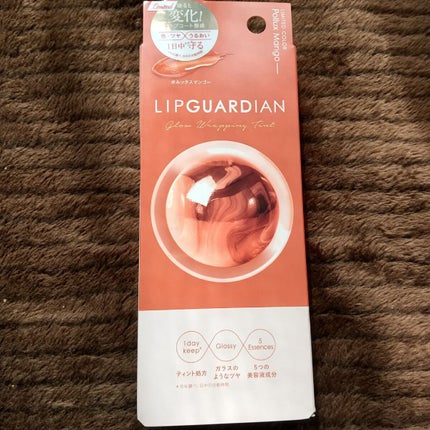 Limited
変化!
色・ツヤ×うるおい
1日中*守る
LIMITED COLOR
Pollux Mango
ポルックスマンゴー
LIPGUARDIAN
Glow Wrapping Tint
1day
keep*
Glossy
5
Essences
ティント処方
ガラスの
ようなツヤ
5つの
美容液成分